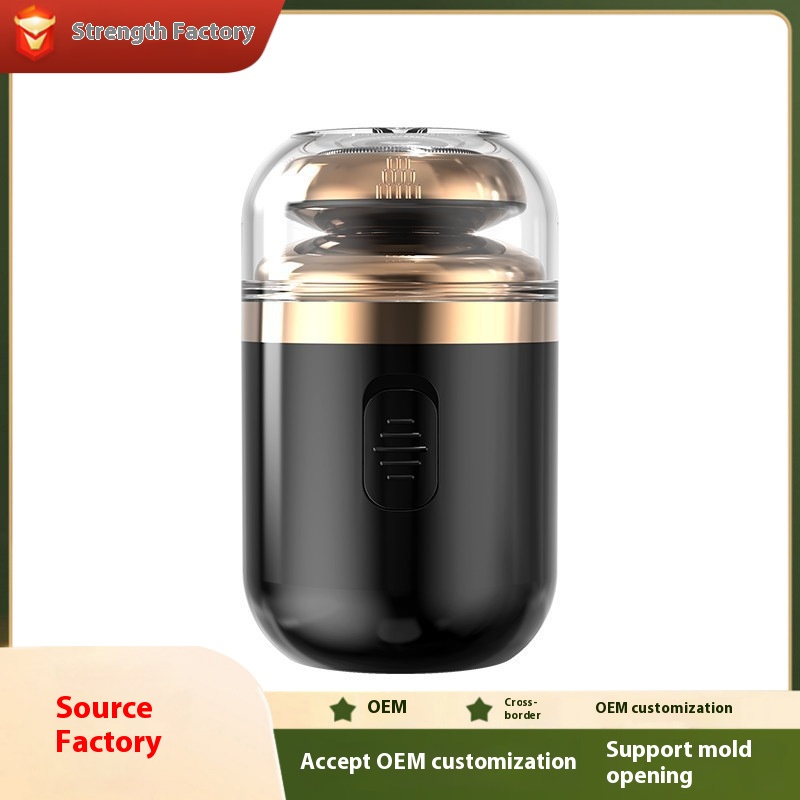 Strength Factory
Source
Factory
OEM
Cross-
border
OEM customization
Accept OEM customization
Support mold
opening